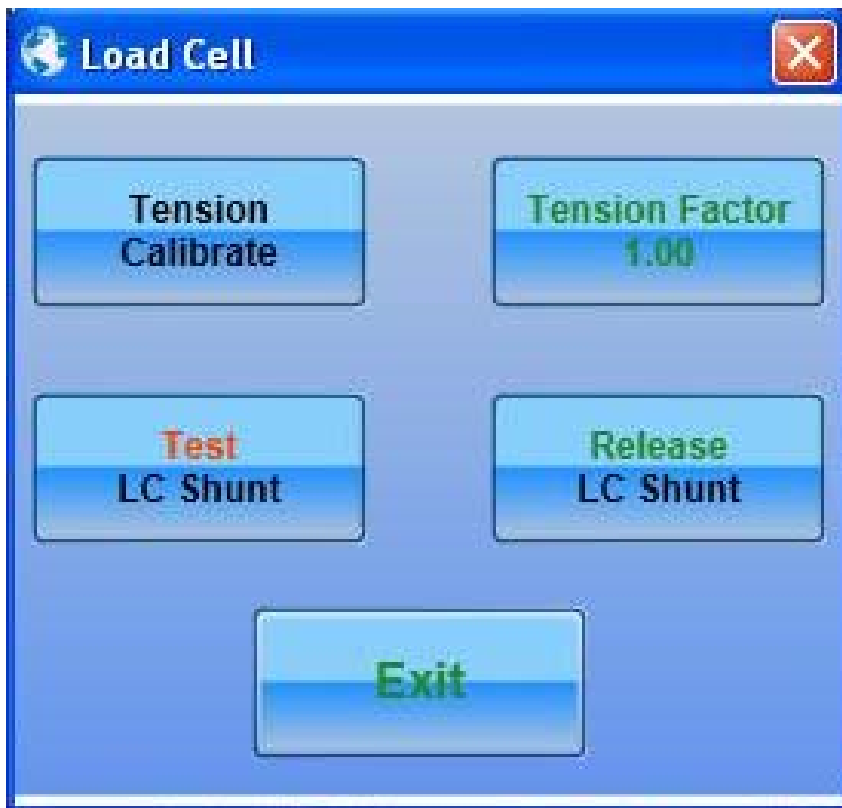 Load Cell
Tension
Calibrate
Tension Factor
1.00
Test
LC Shunt
Release
LC Shunt
Exit